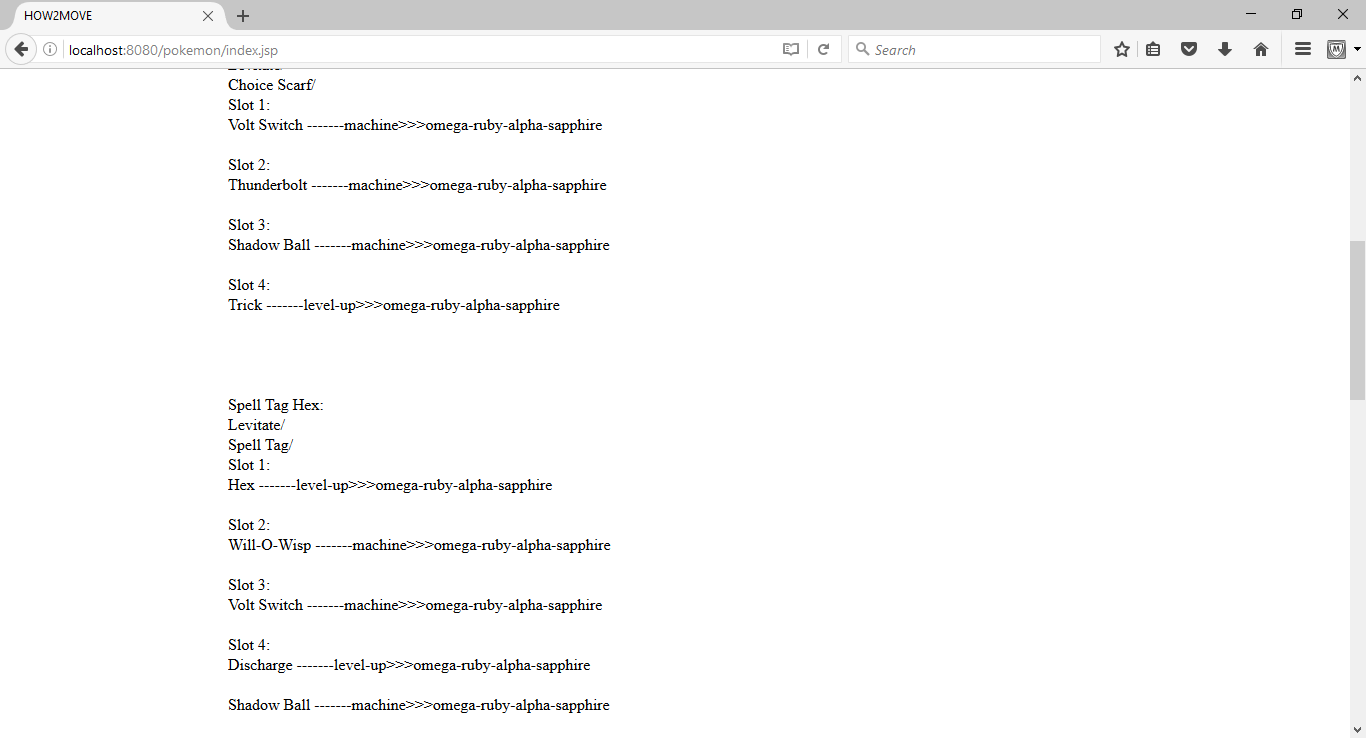 HOW2MOVE
localhost:8080/pokemon/index.jsp
Search
Choice Scarf/
Slot 1:
Volt Switch -------machine>>>omega-ruby-alpha-sapphire
Slot 2:
Thunderbolt -------machine>>>omega-ruby-alpha-sapphire
Slot 3:
Shadow Ball -------machine>>>omega-ruby-alpha-sapphire
Slot 4:
Trick -------level-up>>>omega-ruby-alpha-sapphire
Spell Tag Hex:
Levitate/
Spell Tag/
Slot 1:
Hex -------level-up>>>omega-ruby-alpha-sapphire
Slot 2:
Will-O-Wisp -------machine>>>omega-ruby-alpha-sapphire
Slot 3:
Volt Switch -------machine>>>omega-ruby-alpha-sapphire
Slot 4:
Discharge -------level-up>>>omega-ruby-alpha-sapphire
Shadow Ball -------machine>>>omega-ruby-alpha-sapphire